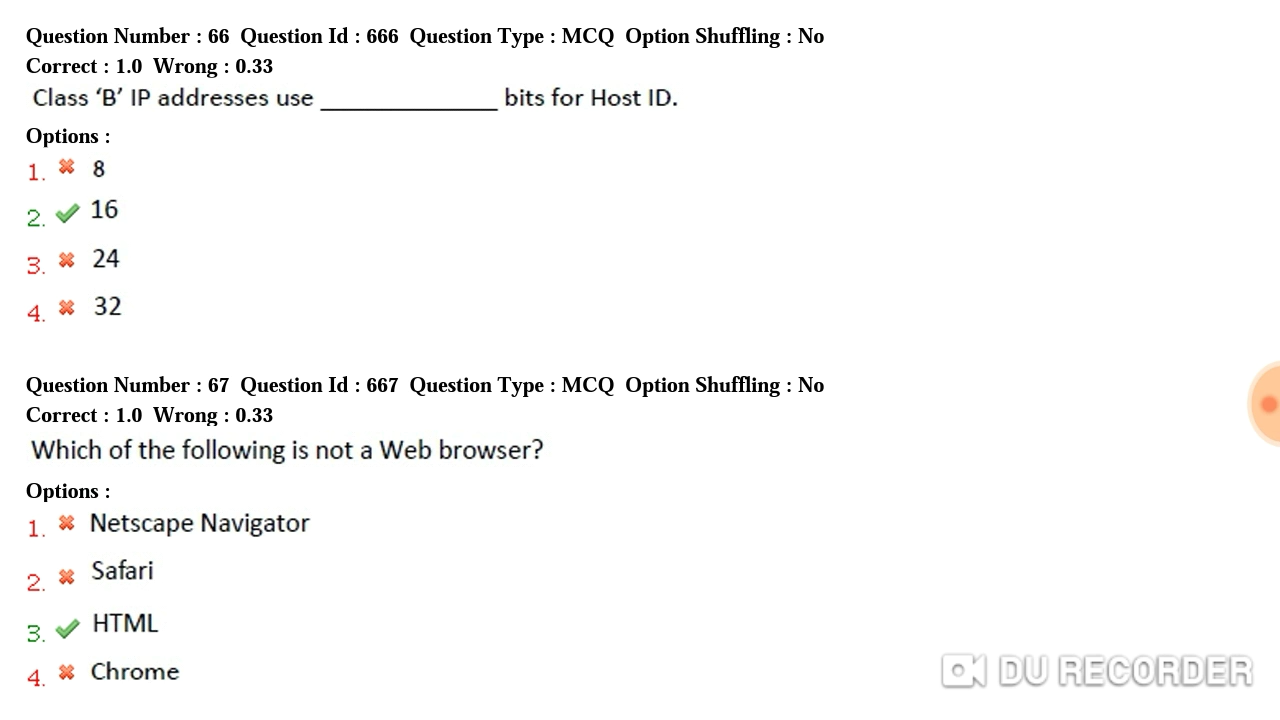 Question Number : 66 Question Id : 666 Question Type : MCQ Option Shuffling : No
Correct : 1.0 Wrong : 0.33
Class ‘B’ IP addresses use ______________ bits for Host ID.
Options :
1. 8
2. 16
3. 24
4. 32
Question Number : 67 Question Id : 667 Question Type : MCQ Option Shuffling : No
Correct : 1.0 Wrong : 0.33
Which of the following is not a Web browser?
Options :
1. Netscape Navigator
2. Safari
3. HTML
4. Chrome
DU RECORDER